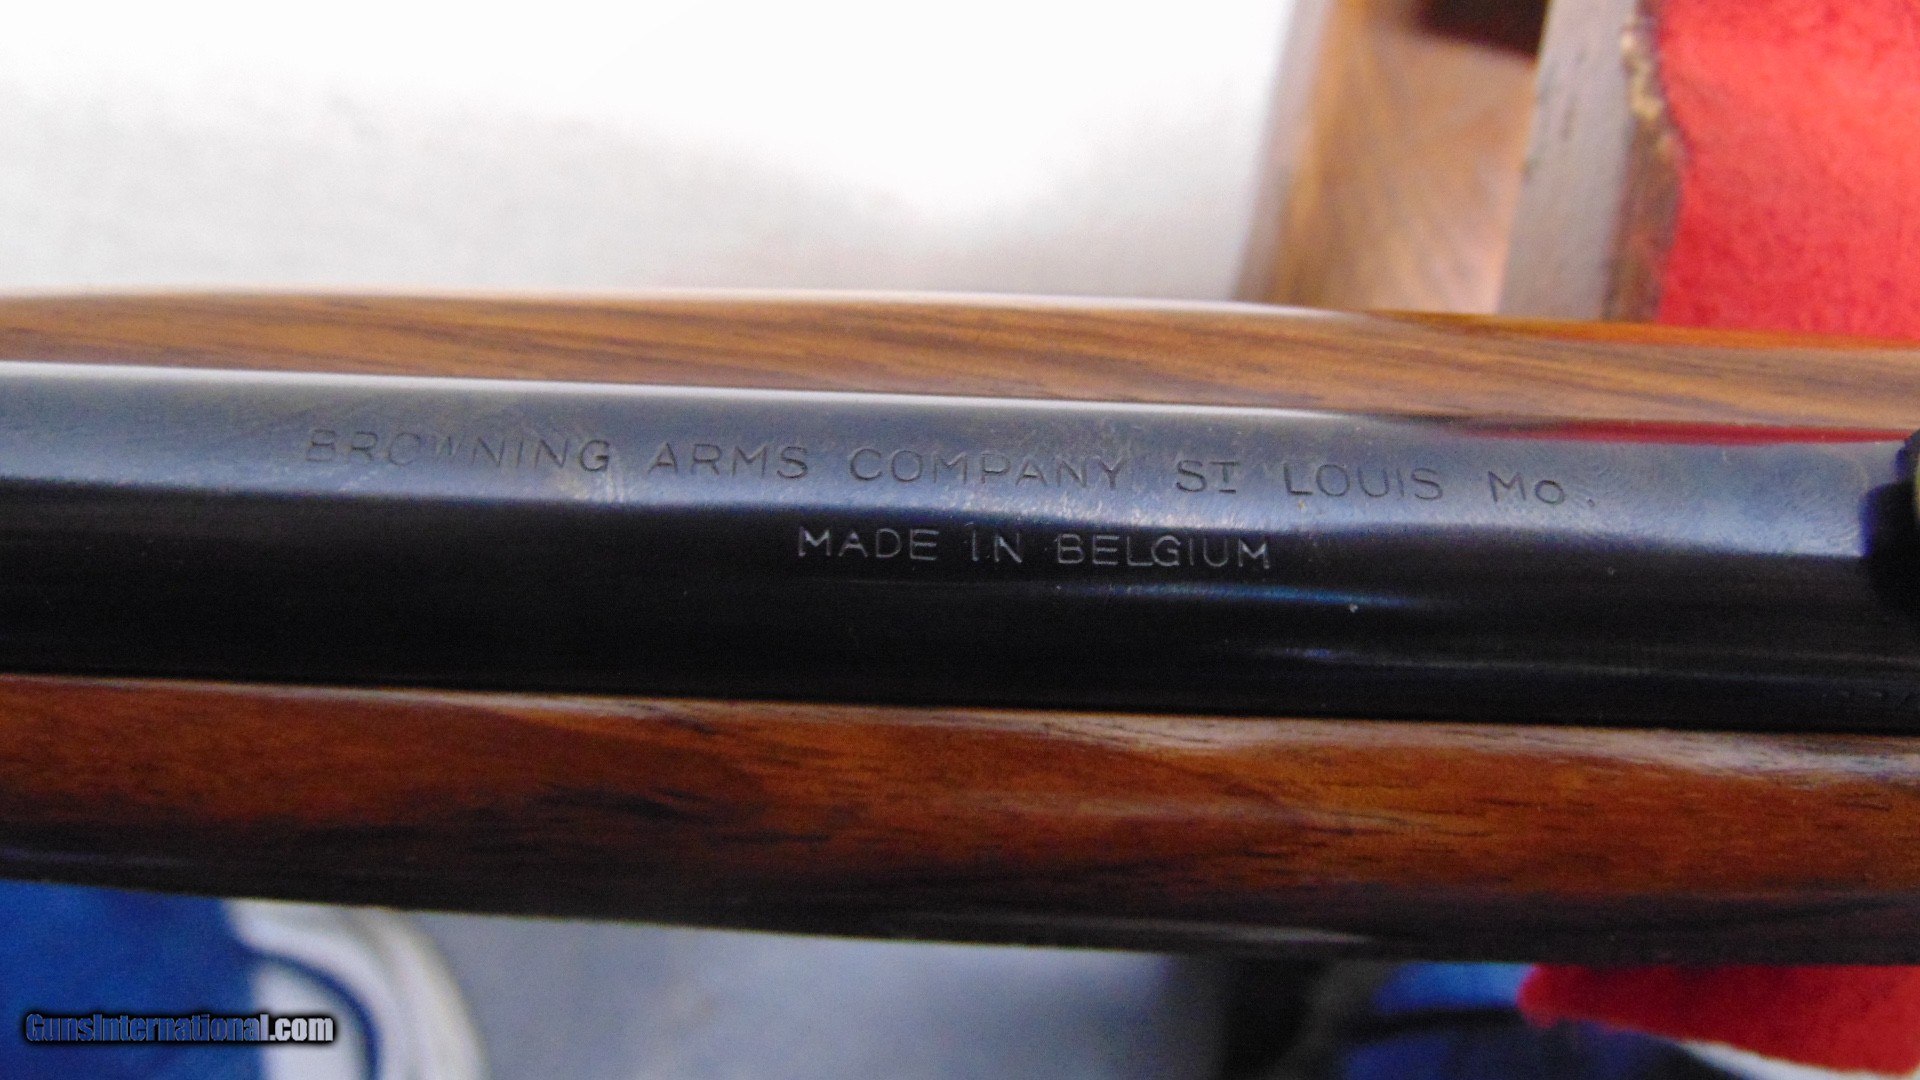 BROWNING ARMS COMPANY ST LOUIS Mo.
MADE IN BELGIUM
GunsInternational.com